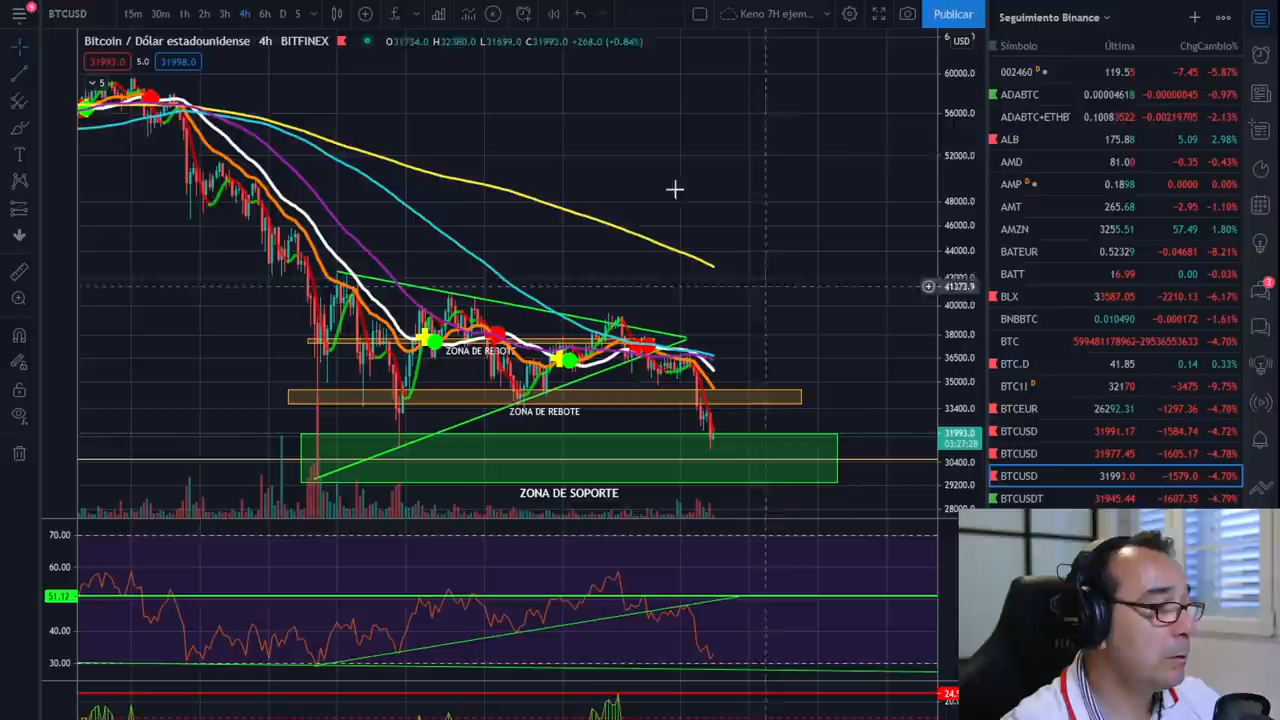 9
BTCUSD 15m 30m 1h 2h 3h 4h 6h D S Keno 7H ejem... Publicar
Bitcoin / Dólar estadounidense 4h BITFINEX O31734.0 H32380.0 L31699.0 C31993.0 +268.0 (+0.84%) USD
31993.0 5.0 31998.0
5
60000.0
56000.0
52000.0
48000.0
46000.0
44000.0
41373.9
40000.0
38000.0
36500.0
35000.0
33400.0
31993.0
03:27:28
30400.0
29200.0
28000.0
ZONA DE REBOTE
ZONA DE REBOTE
ZONA DE SOPORTE
70.00
60.00
51.12
40.00
30.00
Seguimiento Binance
Símbolo Última Chg Cambio%
002460 D 119.55 −7.45 −5.87%
ADABTC 0.00004618 −0.00000045 −0.97%
ADABTC+ETHB 0.10083522 −0.00219705 −2.13%
ALB 175.88 5.09 2.98%
AMD 81.00 −0.35 −0.43%
AMP D 0.1898 0.0000 0.00%
AMT 265.68 −2.95 −1.10%
AMZN 3255.51 57.49 1.80%
BATEUR 0.52329 −0.04681 −8.21%
BATT 16.99 0.00 −0.03%
BLX 33587.05 −2210.13 −6.17%
BNBBTC 0.010490 −0.000172 −1.61%
BTC 599481178962 −29536553633 −4.70%
BTC.D 41.85 0.14 0.33%
BTC1! D 32170 −3475 −9.75%
BTCEUR 26292.31 −1297.36 −4.70%
BTCUSD 31991.17 −1584.74 −4.72%
BTCUSD 31977.45 −1605.17 −4.78%
BTCUSD 31993.0 −1579.0 −4.70%
BTCUSDT 31945.44 −1607.35 −4.79%
3